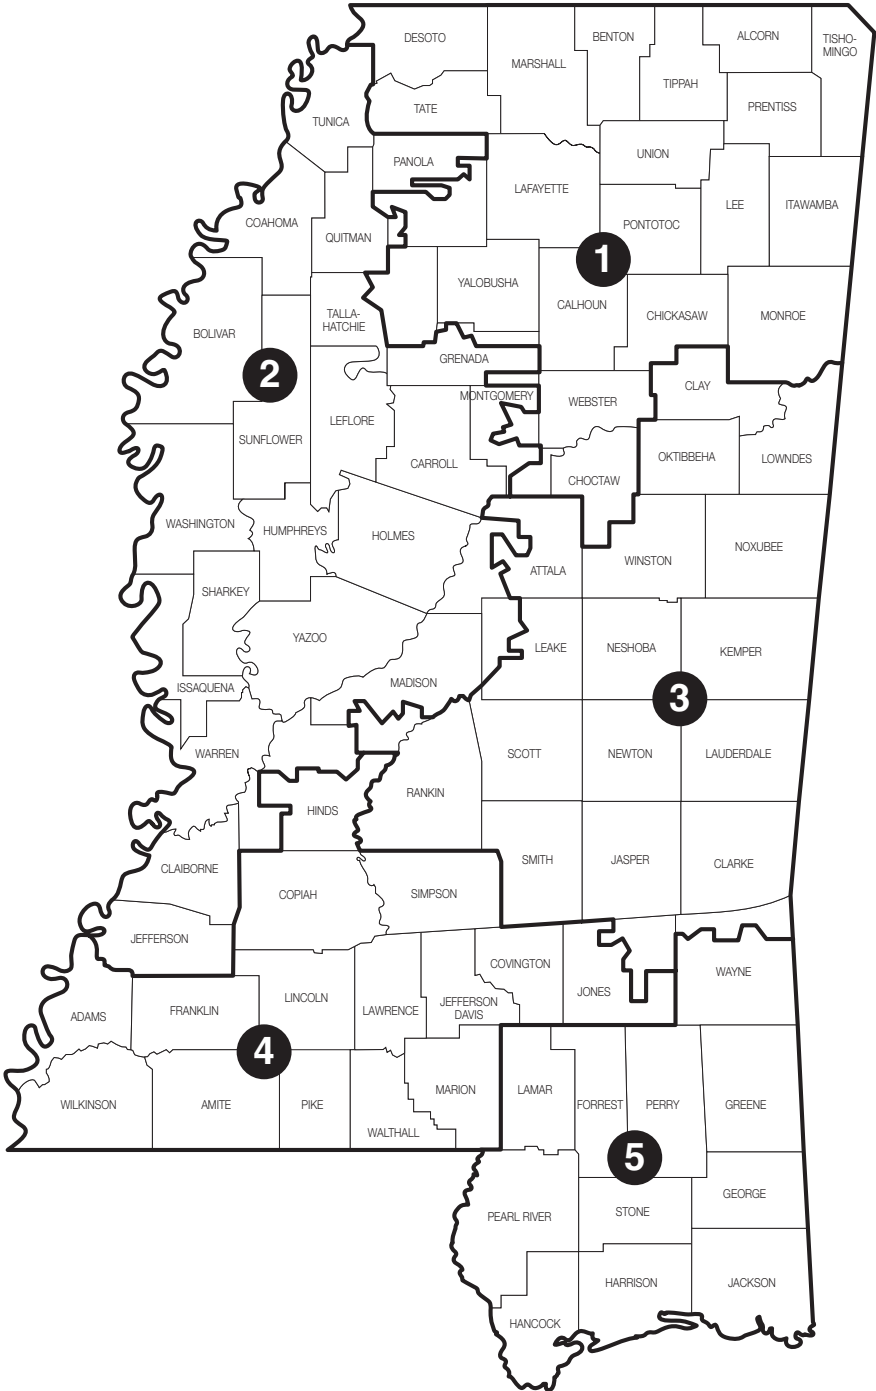 DESOTO
BENTON
ALCORN
TISHO-
MINGO
MARSHALL
TIPPAH
TATE
PRENTISS
TUNICA
PANOLA
UNION
LAFAYETTE
LEE
ITAWAMBA
COAHOMA
QUITMAN
PONTOTOC
1
YALOBUSHA
CALHOUN
TALLA-
HATCHIE
CHICKASAW
MONROE
BOLIVAR
GRENADA
2
CLAY
MONTGOMERY
WEBSTER
LEFLORE
SUNFLOWER
CARROLL
OKTIBBEHA
LOWNDES
CHOCTAW
WASHINGTON
HUMPHREYS
HOLMES
NOXUBEE
WINSTON
ATTALA
SHARKEY
YAZOO
LEAKE
NESHOBA
KEMPER
ISSAQUENA
MADISON
3
WARREN
SCOTT
NEWTON
LAUDERDALE
RANKIN
HINDS
SMITH
JASPER
CLARKE
CLAIBORNE
COPIAH
SIMPSON
JEFFERSON
COVINGTON
WAYNE
JONES
LINCOLN
ADAMS
FRANKLIN
LAWRENCE
JEFFERSON
DAVIS
4
MARION
LAMAR
WILKINSON
AMITE
PIKE
FORREST
PERRY
GREENE
WALTHALL
5
GEORGE
PEARL RIVER
STONE
HARRISON
JACKSON
HANCOCK